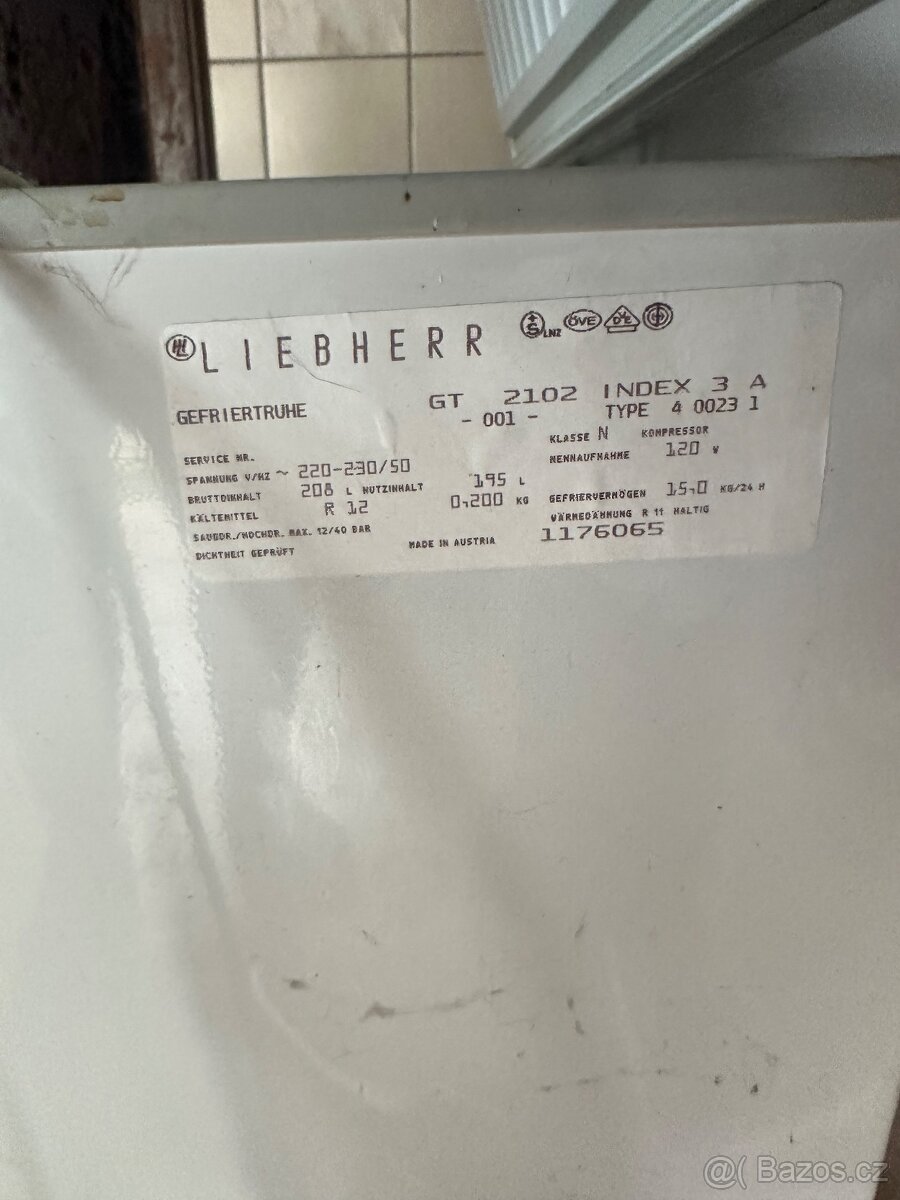 LIEBHERR LNZ ÖVE
GEFRIERTRUHE GT 2102 INDEX 3 A
- 001 - TYPE 4 0023 1
SERVICE NR. KLASSE N KOMPRESSOR
SPANNUNG V/HZ ~ 220-230/50 NENNAUFNAHME 120 W
BRUTTOINHALT 208 L NUTZINHALT 195 L
KÄLTEMITTEL R 12 0,200 KG GEFRIERVERMÖGEN 15,0 KG/24 H
SAUGDR./HOCHDR. MAX. 12/40 BAR WÄRMEDÄMMUNG R 11 HALTIG
DICHTHEIT GEPRÜFT MADE IN AUSTRIA 1176065
@( Bazos.cz